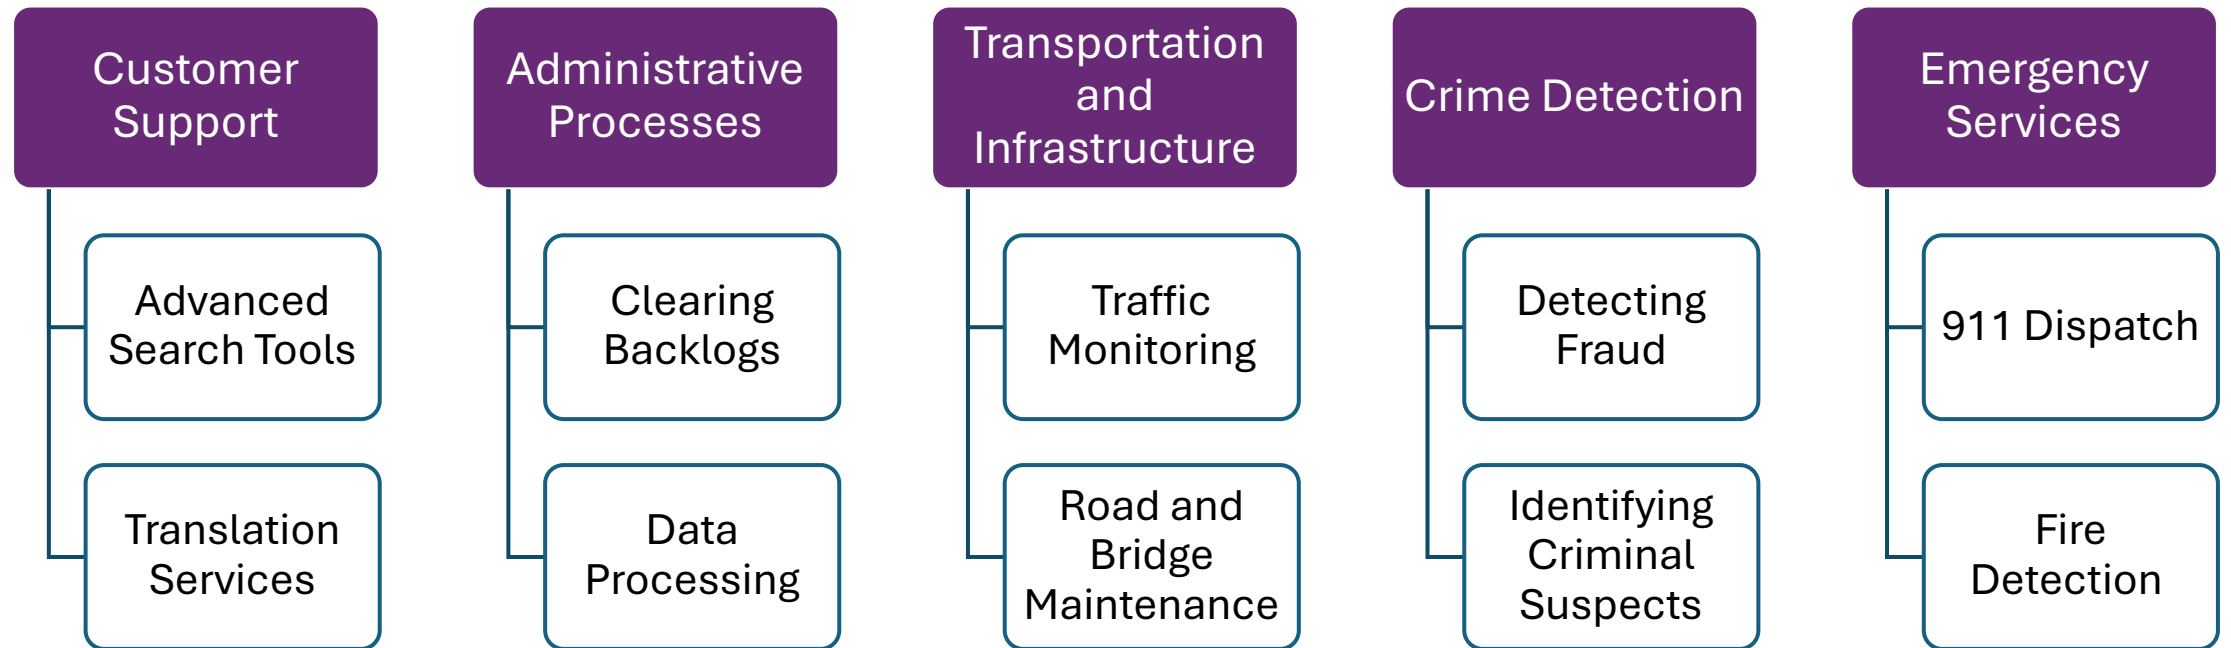 Customer
Support
Advanced
Search Tools
Translation
Services
Administrative
Processes
Clearing
Backlogs
Data
Processing
Transportation
and
Infrastructure
Traffic
Monitoring
Road and
Bridge
Maintenance
Crime Detection
Detecting
Fraud
Identifying
Criminal
Suspects
Emergency
Services
911 Dispatch
Fire
Detection